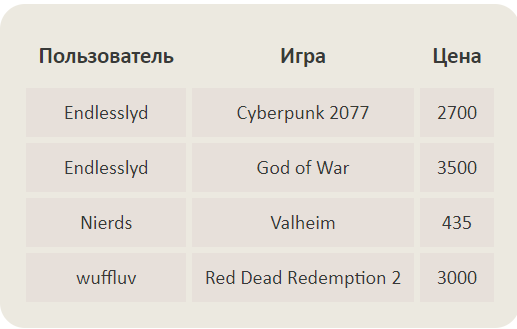 Пользователь Игра Цена
Endlesslyd Cyberpunk 2077 2700
Endlesslyd God of War 3500
Nierds Valheim 435
wuffluv Red Dead Redemption 2 3000